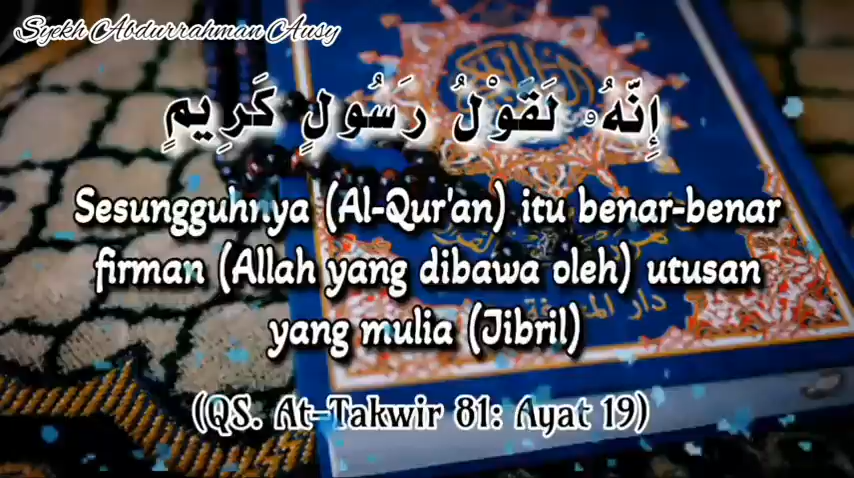 Syekh Abdurrahman Ausy
إِنَّهُۥ لَقَوْلُ رَسُولٍ كَرِيمٍ
Sesungguhnya (Al-Qur'an) itu benar-benar
firman (Allah yang dibawa oleh) utusan
yang mulia (Jibril)
(QS. At-Takwir 81: Ayat 19)